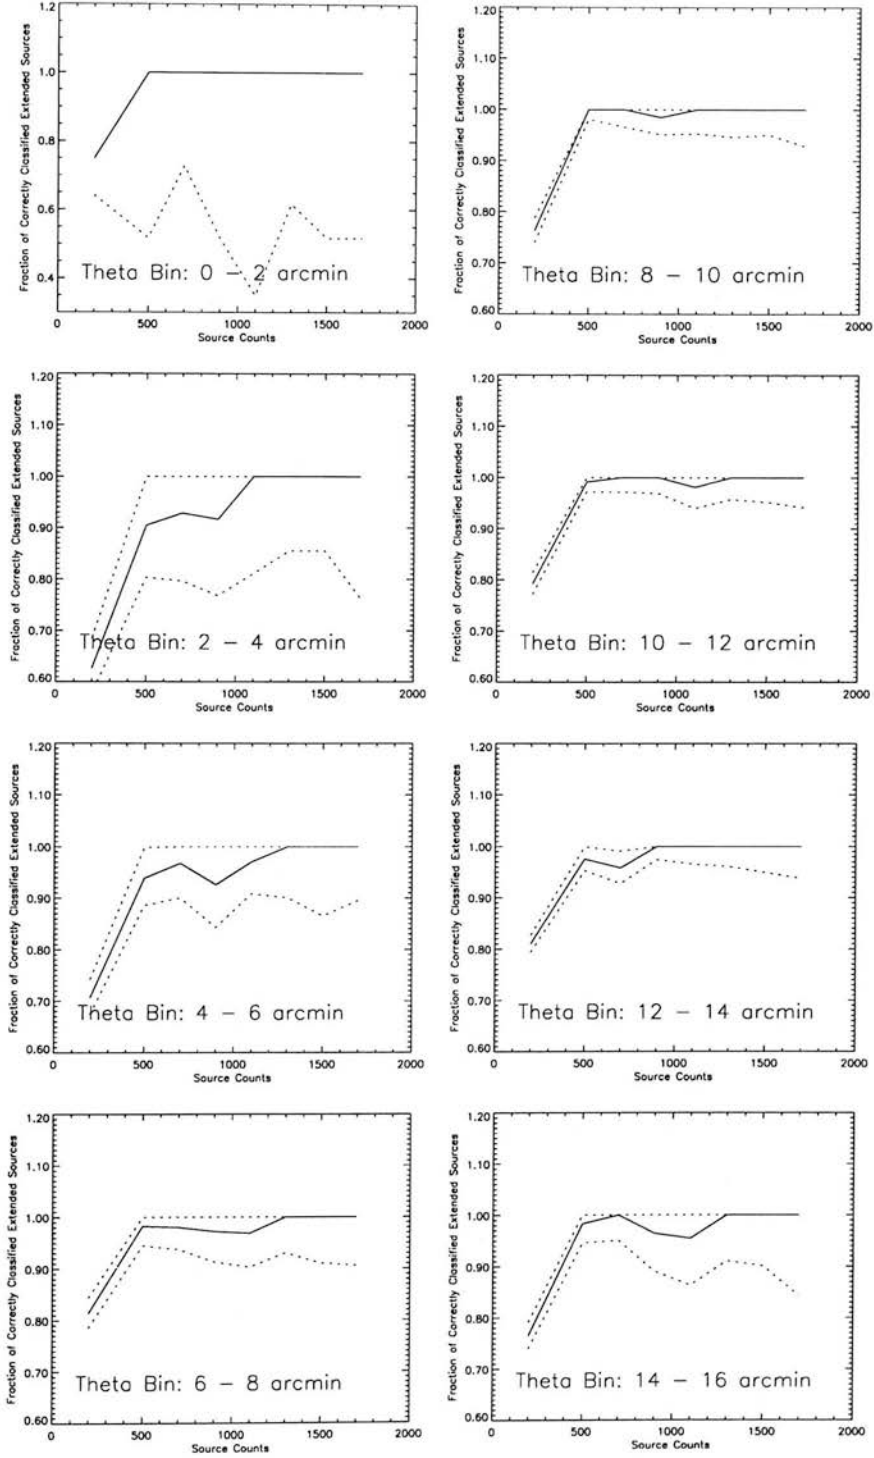 1.2
1.0
0.8
0.6
0.4
Fraction of Correctly Classified Extended Sources
Theta Bin: 0 – 2 arcmin
0 500 1000 1500 2000
Source Counts
1.20
1.10
1.00
0.90
0.80
0.70
0.60
Fraction of Correctly Classified Extended Sources
Theta Bin: 8 – 10 arcmin
0 500 1000 1500 2000
Source Counts
1.20
1.10
1.00
0.90
0.80
0.70
0.60
Fraction of Correctly Classified Extended Sources
Theta Bin: 2 – 4 arcmin
0 500 1000 1500 2000
Source Counts
1.20
1.10
1.00
0.90
0.80
0.70
0.60
Fraction of Correctly Classified Extended Sources
Theta Bin: 10 – 12 arcmin
0 500 1000 1500 2000
Source Counts
1.20
1.10
1.00
0.90
0.80
0.70
0.60
Fraction of Correctly Classified Extended Sources
Theta Bin: 4 – 6 arcmin
0 500 1000 1500 2000
Source Counts
1.20
1.10
1.00
0.90
0.80
0.70
0.60
Fraction of Correctly Classified Extended Sources
Theta Bin: 12 – 14 arcmin
0 500 1000 1500 2000
Source Counts
1.20
1.10
1.00
0.90
0.80
0.70
0.60
Fraction of Correctly Classified Extended Sources
Theta Bin: 6 – 8 arcmin
0 500 1000 1500 2000
Source Counts
1.20
1.10
1.00
0.90
0.80
0.70
0.60
Fraction of Correctly Classified Extended Sources
Theta Bin: 14 – 16 arcmin
0 500 1000 1500 2000
Source Counts